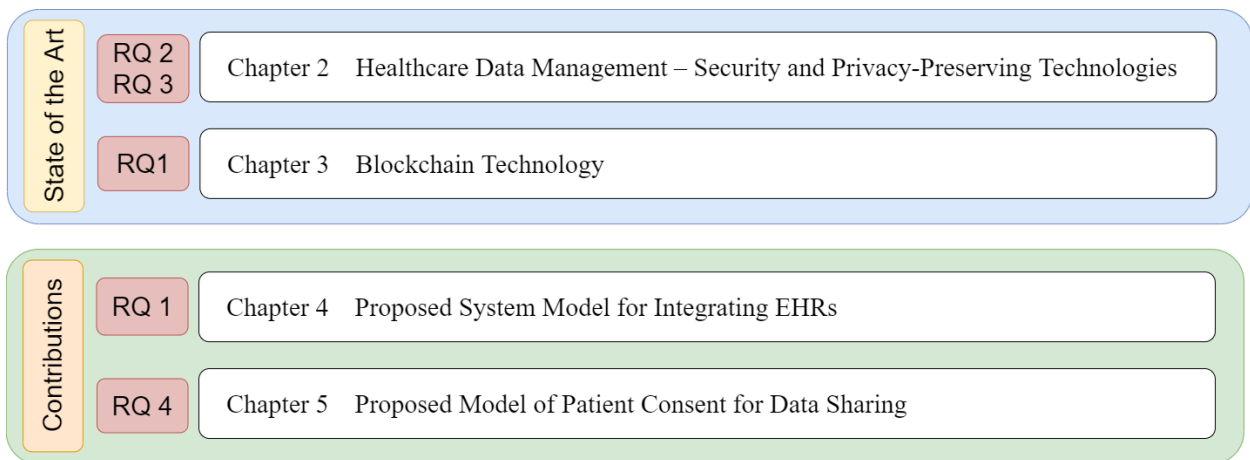 State of the Art
RQ 2
RQ 3
Chapter 2 Healthcare Data Management – Security and Privacy-Preserving Technologies
RQ1
Chapter 3 Blockchain Technology
Contributions
RQ 1
Chapter 4 Proposed System Model for Integrating EHRs
RQ 4
Chapter 5 Proposed Model of Patient Consent for Data Sharing